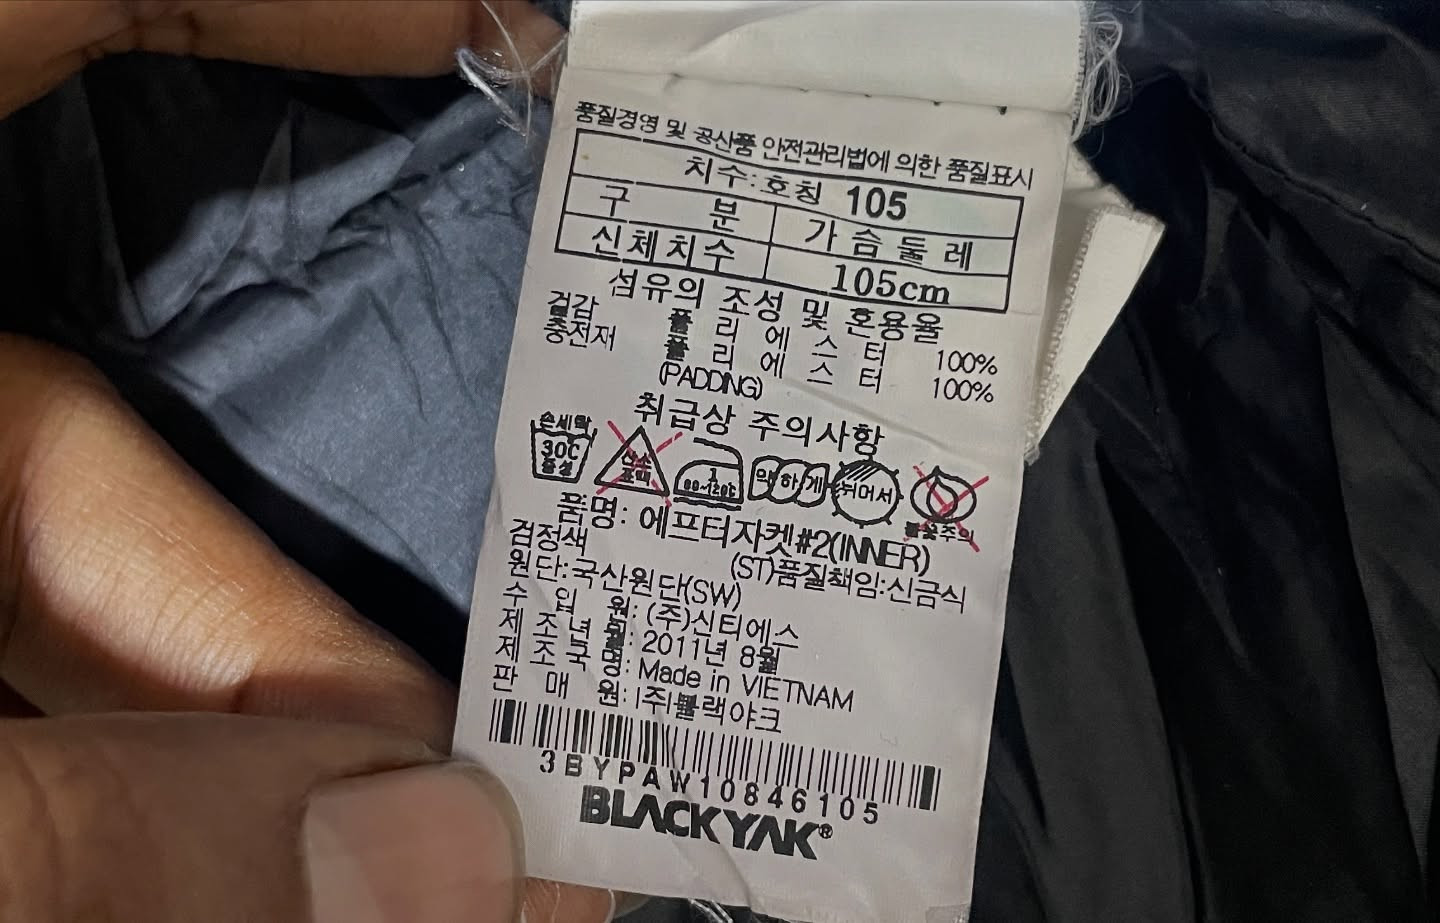 품질경영 및 공산품 안전관리법에 의한 품질표시
치수:호칭 105
구 분 가슴둘레
신체치수 105cm
섬유의 조성 및 혼용율
겉감 폴리에스터 100%
충전재 폴리에스터 100%
(PADDING)
취급상 주의사항
손세탁
30C
중성
산소
표백
약하게
뉘어서
불꽃주의
품명: 에프터자켓#2(INNER)
검정색 (ST)품질책임:신금식
원단:국산원단(SW)
수 입 원: (주)신티에스
제조년월: 2011년 8월
제조국명: Made in VIETNAM
판 매 원: (주)블랙야크
3BYPAW10846105
BLACKYAK®